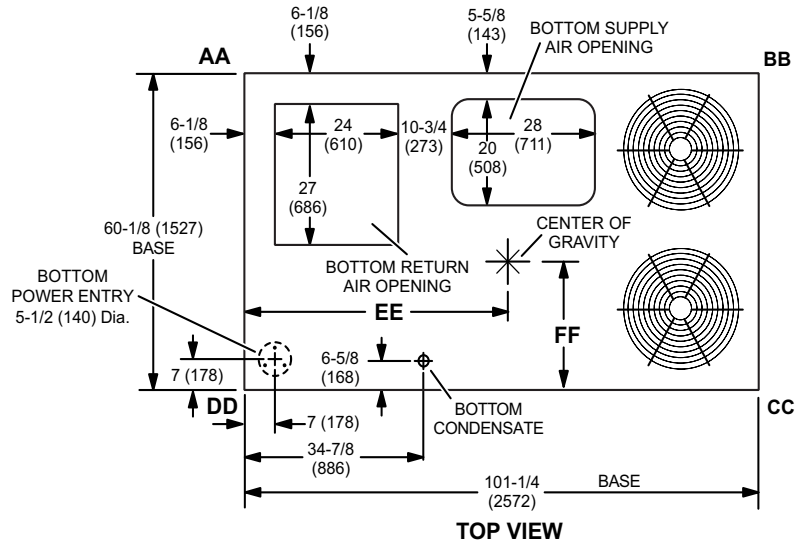 6-1/8
(156)
5-5/8
(143)
BOTTOM SUPPLY
AIR OPENING
AA
BB
6-1/8
(156)
24
(610)
10-3/4
(273)
28
(711)
20
(508)
27
(686)
60-1/8 (1527)
BASE
CENTER OF
GRAVITY
BOTTOM RETURN
AIR OPENING
BOTTOM
POWER ENTRY
5-1/2 (140) Dia.
EE
FF
6-5/8
(168)
7 (178)
DD
7 (178)
BOTTOM
CONDENSATE
CC
34-7/8
(886)
101-1/4
(2572)
BASE
TOP VIEW